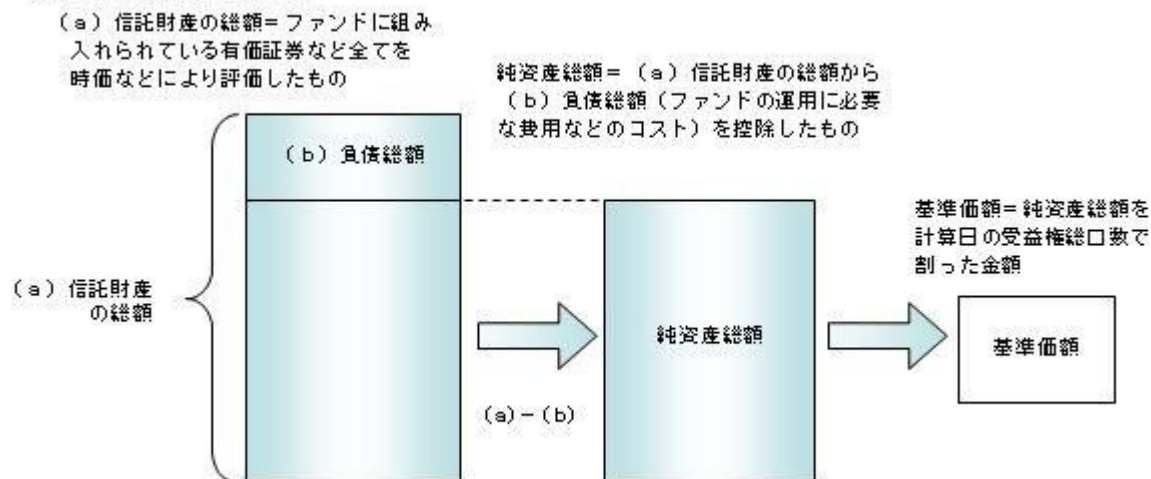 (a)信託財産の総額=ファンドに組み
入れられている有価証券など全てを
時価などにより評価したもの
純資産総額=(a)信託財産の総額から
(b)負債総額(ファンドの運用に必要
な費用などのコスト)を控除したもの
(b)負債総額
基準価額=純資産総額を
計算日の受益権総口数で
割った金額
(a)信託財産
の総額
純資産総額
基準価額
(a)-(b)